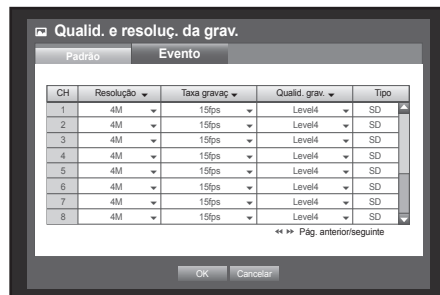 Qualid. e resoluç. da grav.
Padrão Evento
CH Resolução Taxa gravaç Qualid. grav. Tipo
1 4M 15fps Level4 SD
2 4M 15fps Level4 SD
3 4M 15fps Level4 SD
4 4M 15fps Level4 SD
5 4M 15fps Level4 SD
6 4M 15fps Level4 SD
7 4M 15fps Level4 SD
8 4M 15fps Level4 SD
Pág. anterior/seguinte
OK Cancelar